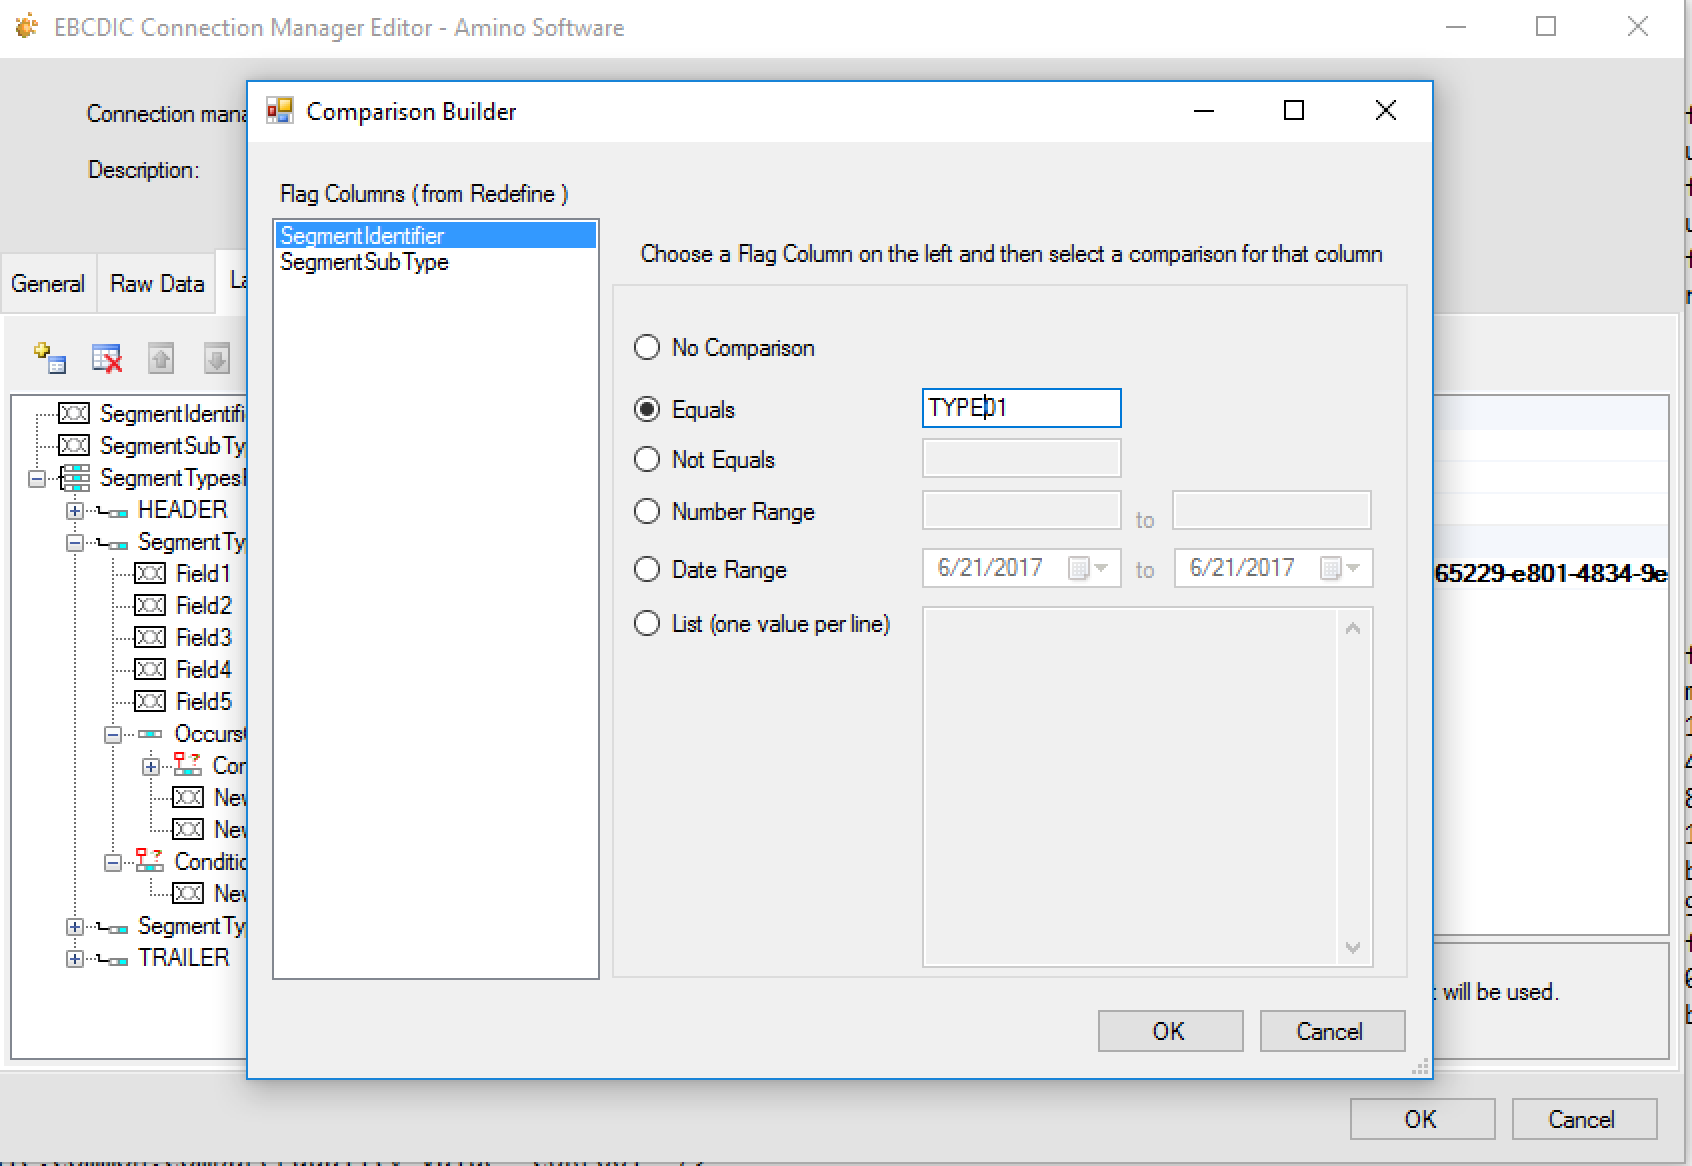 EBCDIC Connection Manager Editor - Amino Software
Connection mana
Description:
General
Raw Data
La
SegmentIdentifi
SegmentSubTy
SegmentTypes
HEADER
SegmentTy
Field1
Field2
Field3
Field4
Field5
Occurs
Con
New
New
Conditio
New
SegmentTy
TRAILER
Comparison Builder
Flag Columns ( from Redefine )
SegmentIdentifier
SegmentSubType
Choose a Flag Column on the left and then select a comparison for that column
No Comparison
Equals
TYPE01
Not Equals
Number Range
to
Date Range
6/21/2017
to
6/21/2017
List (one value per line)
OK
Cancel
65229-e801-4834-9e
will be used.
OK
Cancel